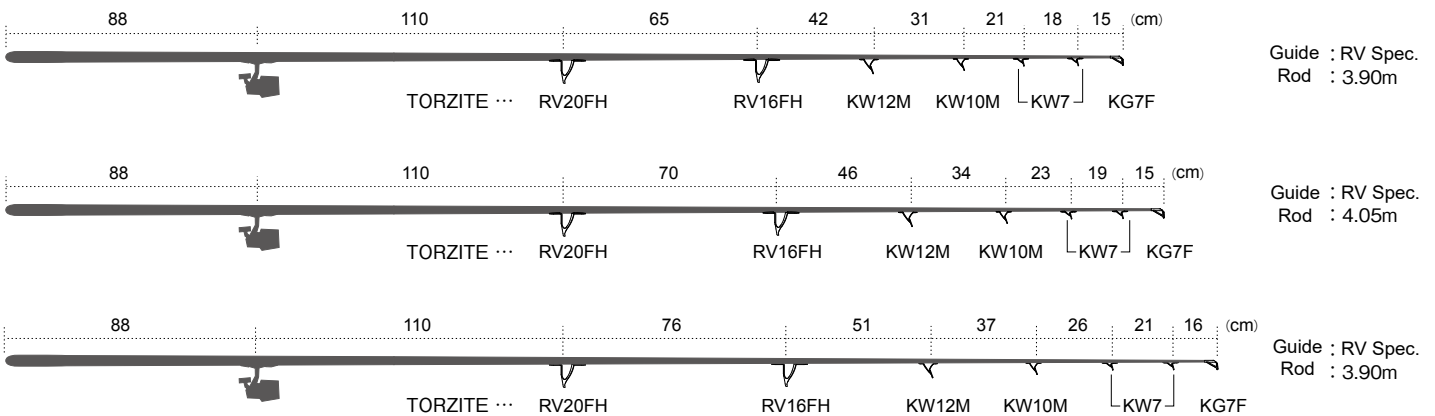 88 110 65 42 31 21 18 15 (cm)
Guide : RV Spec.
Rod : 3.90m
TORZITE ··· RV20FH RV16FH KW12M KW10M KW7 KG7F
88 110 70 46 34 23 19 15 (cm)
Guide : RV Spec.
Rod : 4.05m
TORZITE ··· RV20FH RV16FH KW12M KW10M KW7 KG7F
88 110 76 51 37 26 21 16 (cm)
Guide : RV Spec.
Rod : 3.90m
TORZITE ··· RV20FH RV16FH KW12M KW10M KW7 KG7F